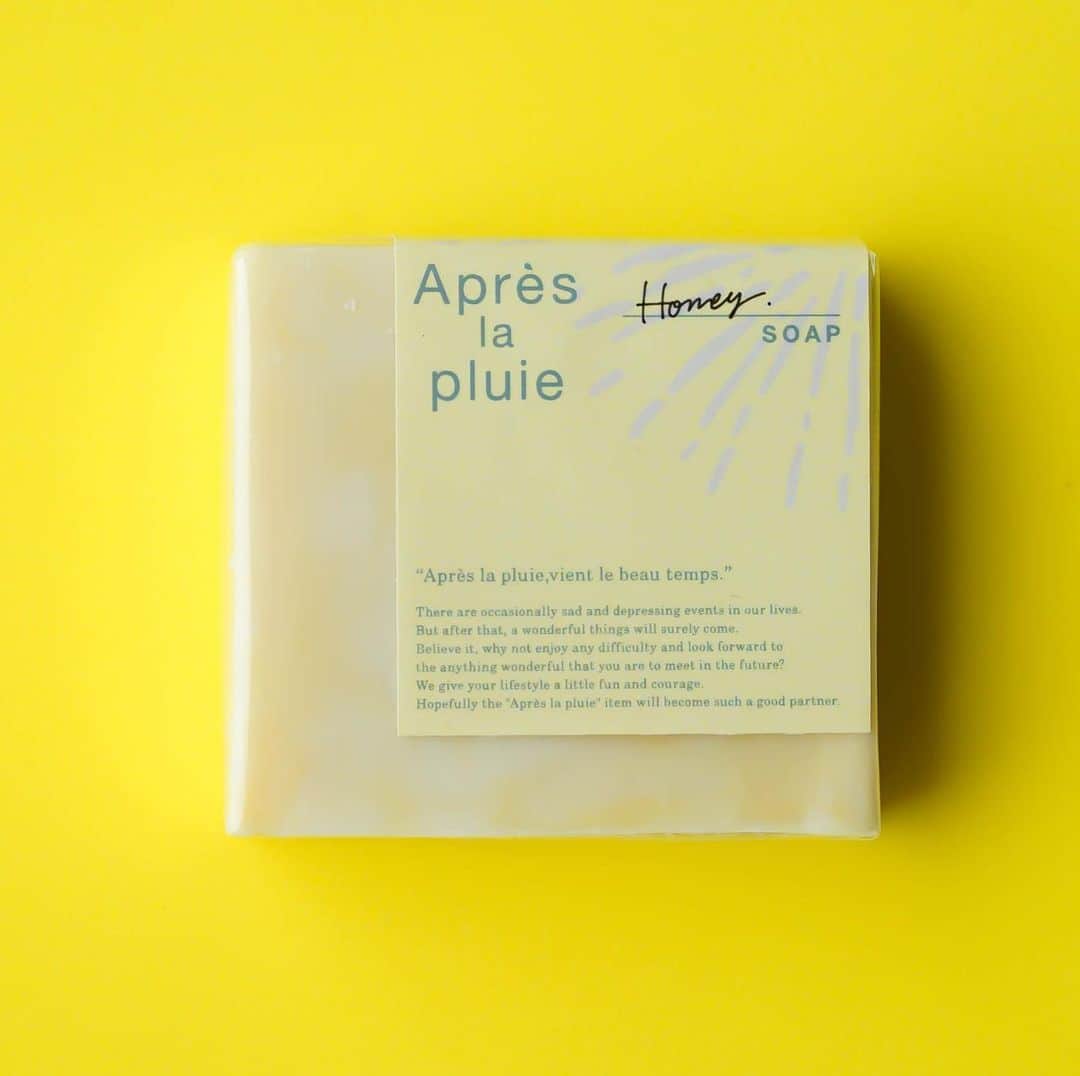 Après
la
pluie
Honey.
SOAP
“Après la pluie,vient le beau temps.”
There are occasionally sad and depressing events in our lives.
But after that, a wonderful things will surely come.
Believe it, why not enjoy any difficulty and look forward to
the anything wonderful that you are to meet in the future?
We give your lifestyle a little fun and courage.
Hopefully the "Après la pluie" item will become such a good partner.